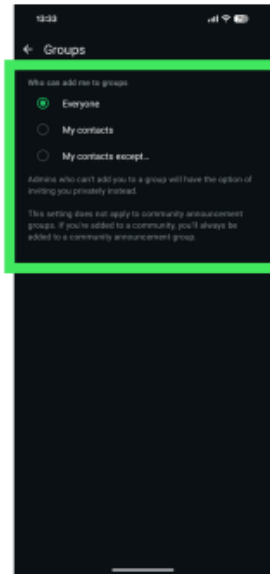 13:33
Groups
Who can add me to groups
Everyone
My contacts
My contacts except...
Admins who can't add you to a group will have the option of
inviting you privately instead.
This setting does not apply to community announcement
groups. If you're added to a community, you'll always be
added to a community announcement group.